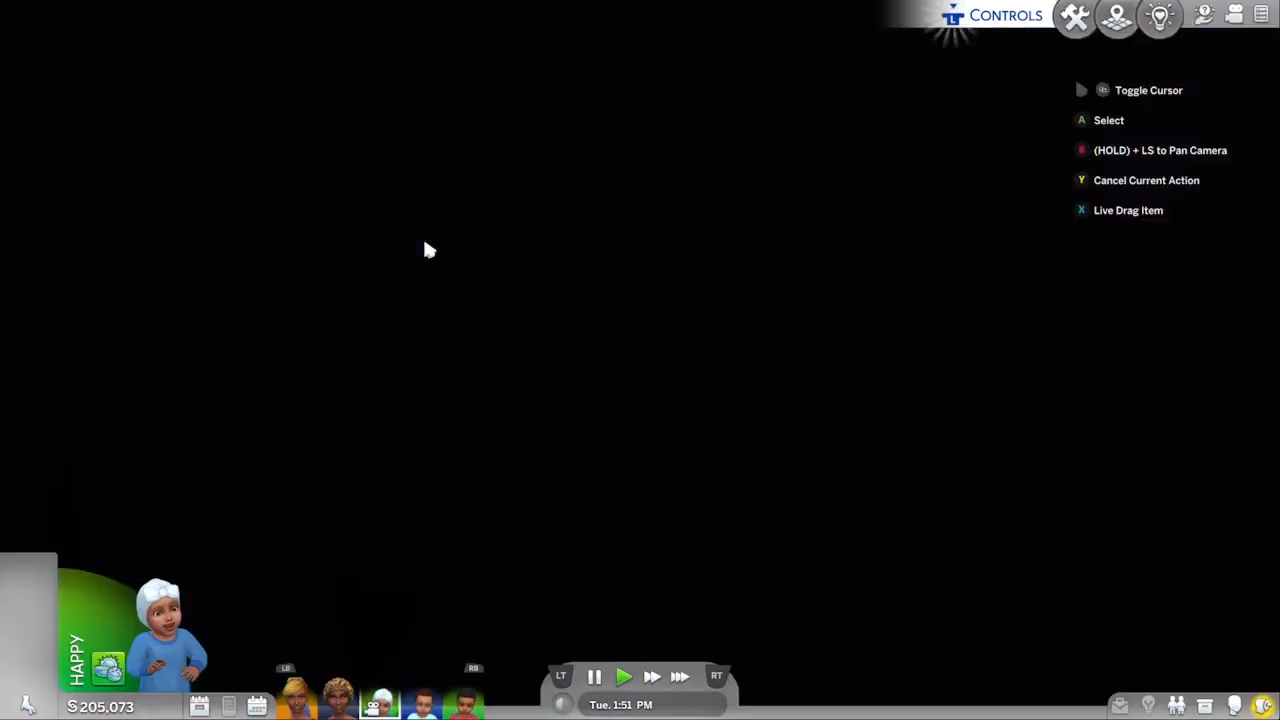 CONTROLS
Toggle Cursor
A Select
B (HOLD) + LS to Pan Camera
Y Cancel Current Action
X Live Drag Item
HAPPY
LB
RB
LT
RT
§205,073
Tue. 1:51 PM